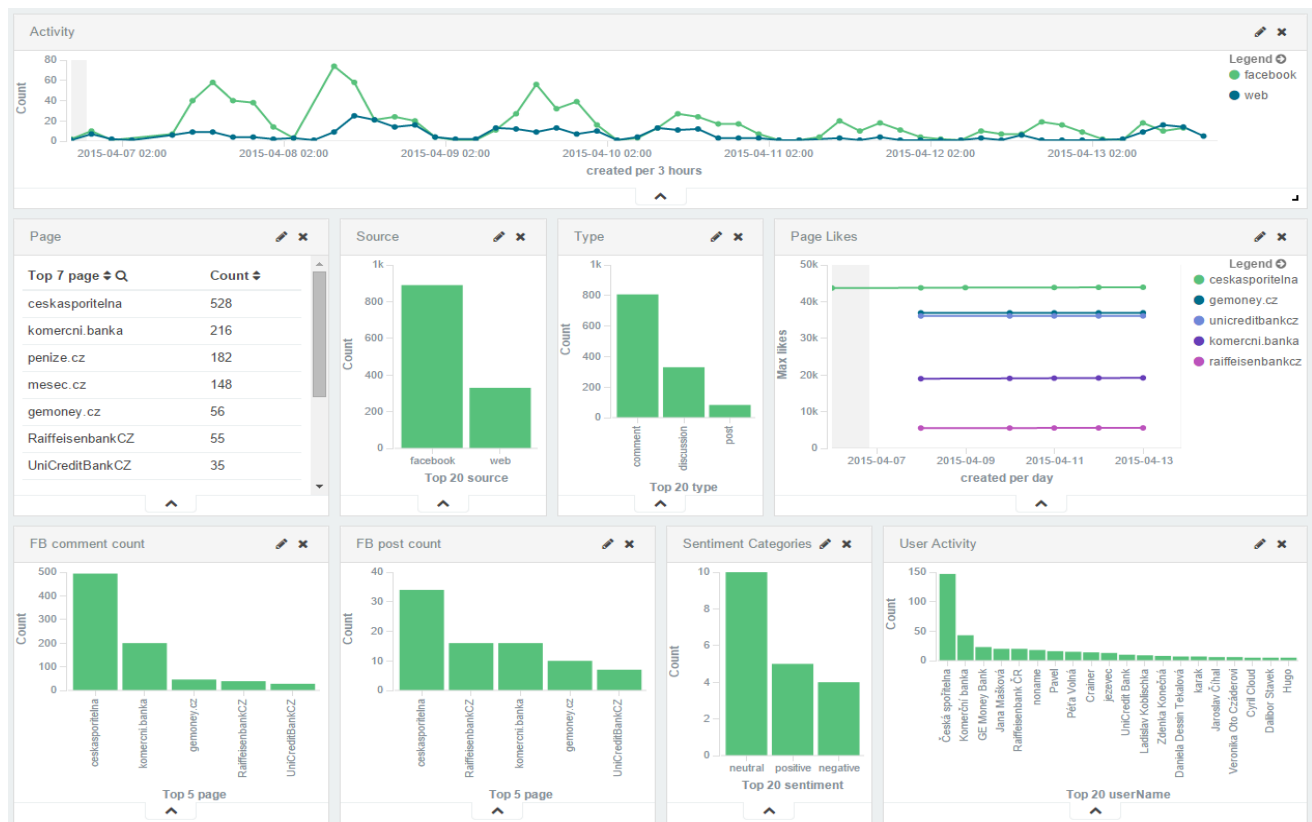 Activity
Count
80
60
40
20
0
Legend
facebook
web
2015-04-07 02:00 2015-04-08 02:00 2015-04-09 02:00 2015-04-10 02:00 2015-04-11 02:00 2015-04-12 02:00 2015-04-13 02:00
created per 3 hours
Page
Top 7 page Count
ceskasporitelna 528
komercni.banka 216
penize.cz 182
mesec.cz 148
gemoney.cz 56
RaiffeisenbankCZ 55
UniCreditBankCZ 35
Source
Count
1k
800
600
400
200
0
facebook web
Top 20 source
Type
Count
1k
800
600
400
200
0
comment
discussion
post
Top 20 type
Page Likes
Max likes
50k
40k
30k
20k
10k
0
Legend
ceskasporitelna
gemoney.cz
unicreditbankcz
komercni.banka
raiffeisenbankcz
2015-04-07 2015-04-09 2015-04-11 2015-04-13
created per day
FB comment count
Count
500
400
300
200
100
0
ceskasporitelna
komercni.banka
gemoney.cz
RaiffeisenbankCZ
UniCreditBankCZ
Top 5 page
FB post count
Count
40
30
20
10
0
ceskasporitelna
RaiffeisenbankCZ
komercni.banka
gemoney.cz
UniCreditBankCZ
Top 5 page
Sentiment Categories
Count
10
8
6
4
2
0
neutral positive negative
Top 20 sentiment
User Activity
Count
150
100
50
0
Česká spořitelna
Komerční banka
GE Money Bank
Jana Mašková
Raiffeisenbank ČR
noname
Pavel
Péťa Volná
Crainer
jezevec
UniCredit Bank
Ladislav Koblischka
Zdenka Konečná
Daniela Dessin Tekalová
karak
Jaroslav Číhal
Veronika Oto Czáderovi
Cyril Cloud
Dalibor Stavek
Hugo
Top 20 userName